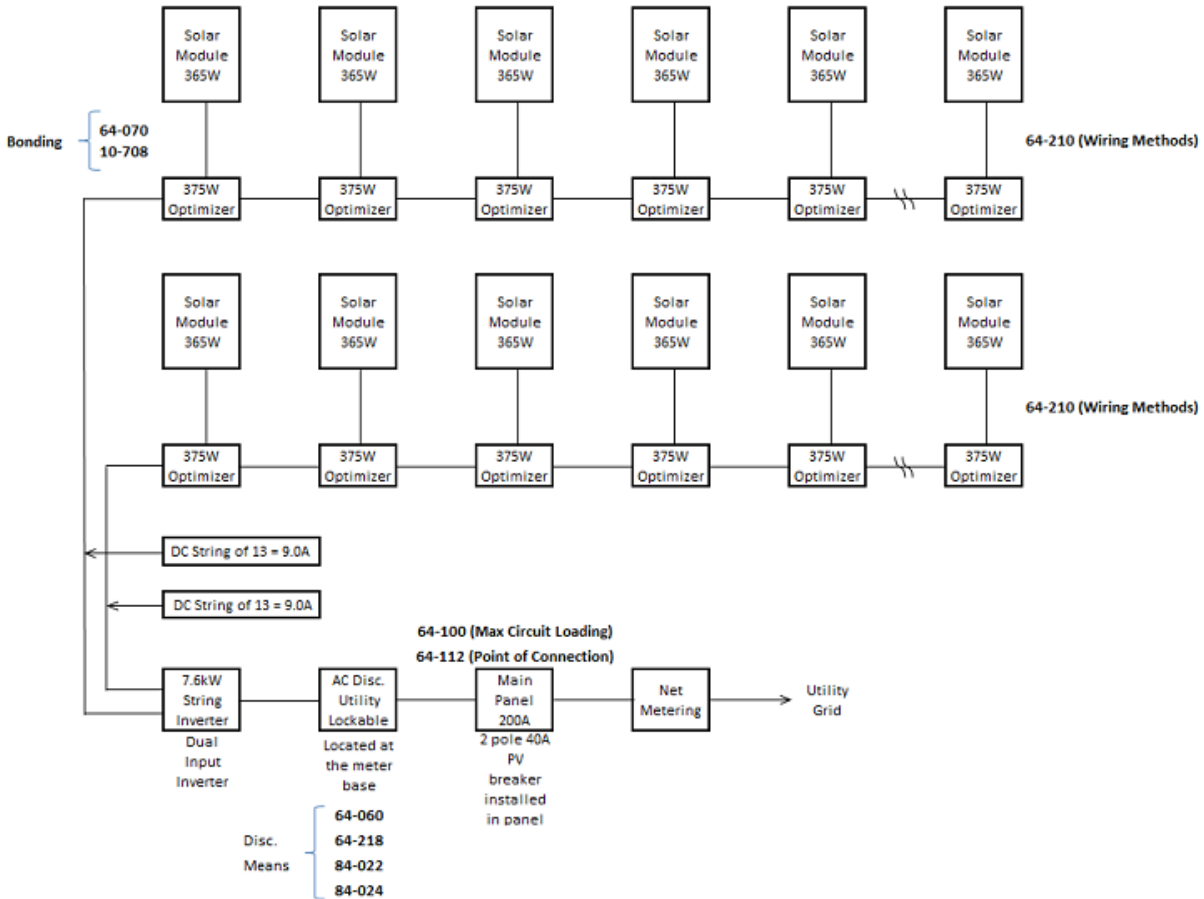 Solar Module 365W
Solar Module 365W
Solar Module 365W
Solar Module 365W
Solar Module 365W
Solar Module 365W
Bonding
64-070
10-708
64-210 (Wiring Methods)
375W Optimizer
375W Optimizer
375W Optimizer
375W Optimizer
375W Optimizer
375W Optimizer
Solar Module 365W
Solar Module 365W
Solar Module 365W
Solar Module 365W
Solar Module 365W
Solar Module 365W
64-210 (Wiring Methods)
375W Optimizer
375W Optimizer
375W Optimizer
375W Optimizer
375W Optimizer
375W Optimizer
DC String of 13 = 9.0A
DC String of 13 = 9.0A
64-100 (Max Circuit Loading)
64-112 (Point of Connection)
7.6kW
String
Inverter
Dual
Input
Inverter
AC Disc.
Utility
Lockable
Located at
the meter
base
Main
Panel
200A
2 pole 40A
PV
breaker
installed
in panel
Net
Metering
Utility
Grid
Disc.
Means
64-060
64-218
84-022
84-024